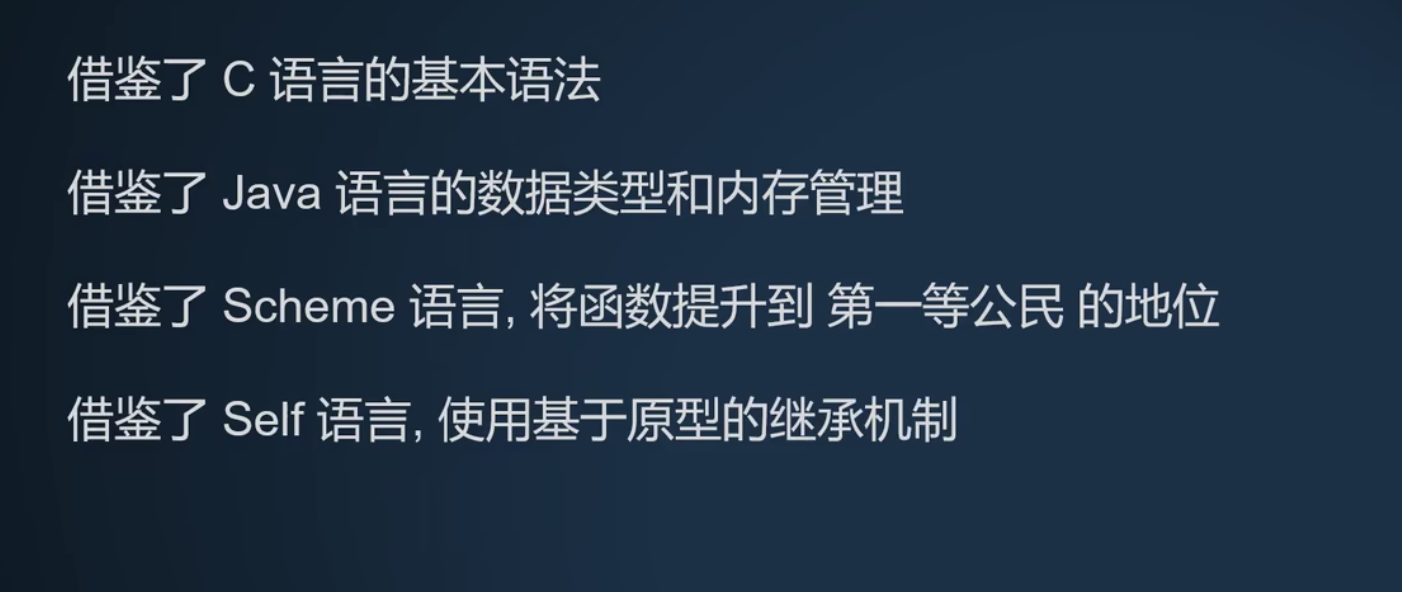 借鉴了 C 语言的基本语法
借鉴了 Java 语言的数据类型和内存管理
借鉴了 Scheme 语言, 将函数提升到 第一等公民 的地位
借鉴了 Self 语言, 使用基于原型的继承机制